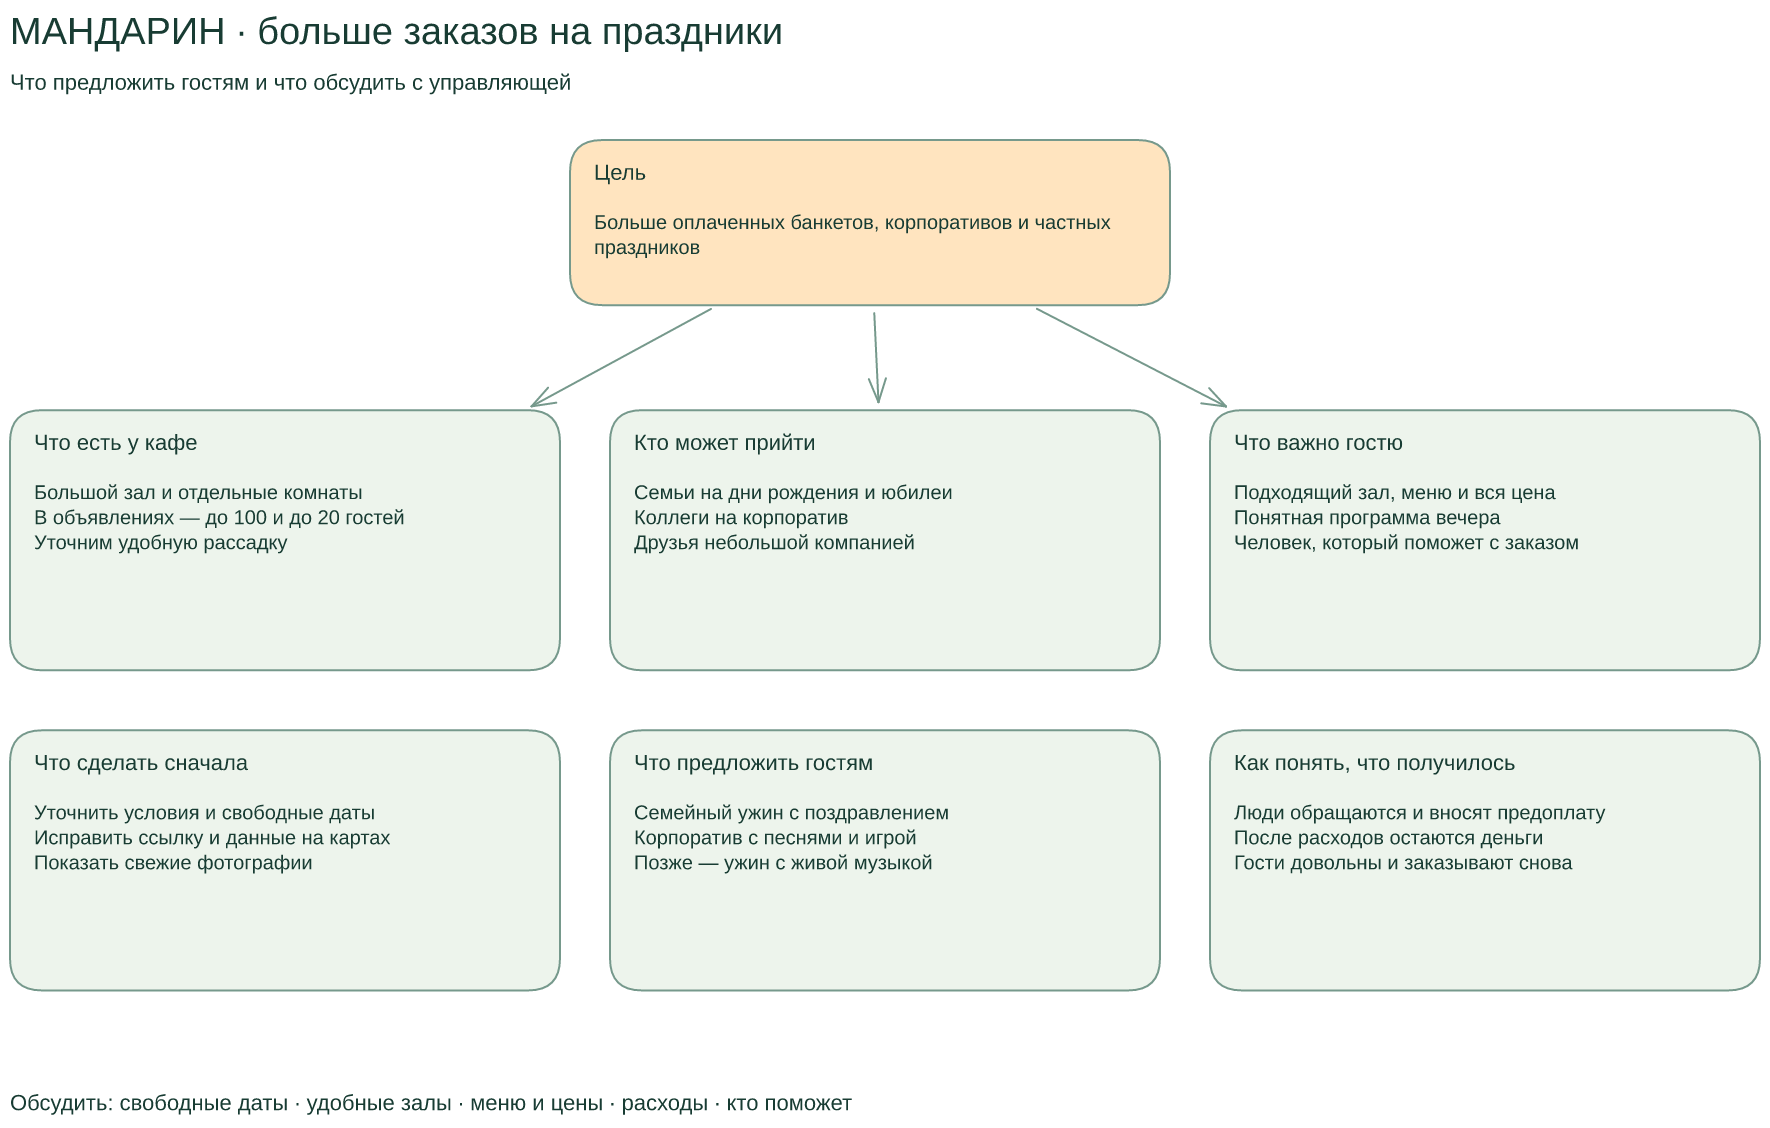 МАНДАРИН · больше заказов на праздники
Что предложить гостям и что обсудить с управляющей
Цель
Больше оплаченных банкетов, корпоративов и частных
праздников
Что есть у кафе
Большой зал и отдельные комнаты
В объявлениях — до 100 и до 20 гостей
Уточним удобную рассадку
Кто может прийти
Семьи на дни рождения и юбилеи
Коллеги на корпоратив
Друзья небольшой компанией
Что важно гостю
Подходящий зал, меню и вся цена
Понятная программа вечера
Человек, который поможет с заказом
Что сделать сначала
Уточнить условия и свободные даты
Исправить ссылку и данные на картах
Показать свежие фотографии
Что предложить гостям
Семейный ужин с поздравлением
Корпоратив с песнями и игрой
Позже — ужин с живой музыкой
Как понять, что получилось
Люди обращаются и вносят предоплату
После расходов остаются деньги
Гости довольны и заказывают снова
Обсудить: свободные даты · удобные залы · меню и цены · расходы · кто поможет